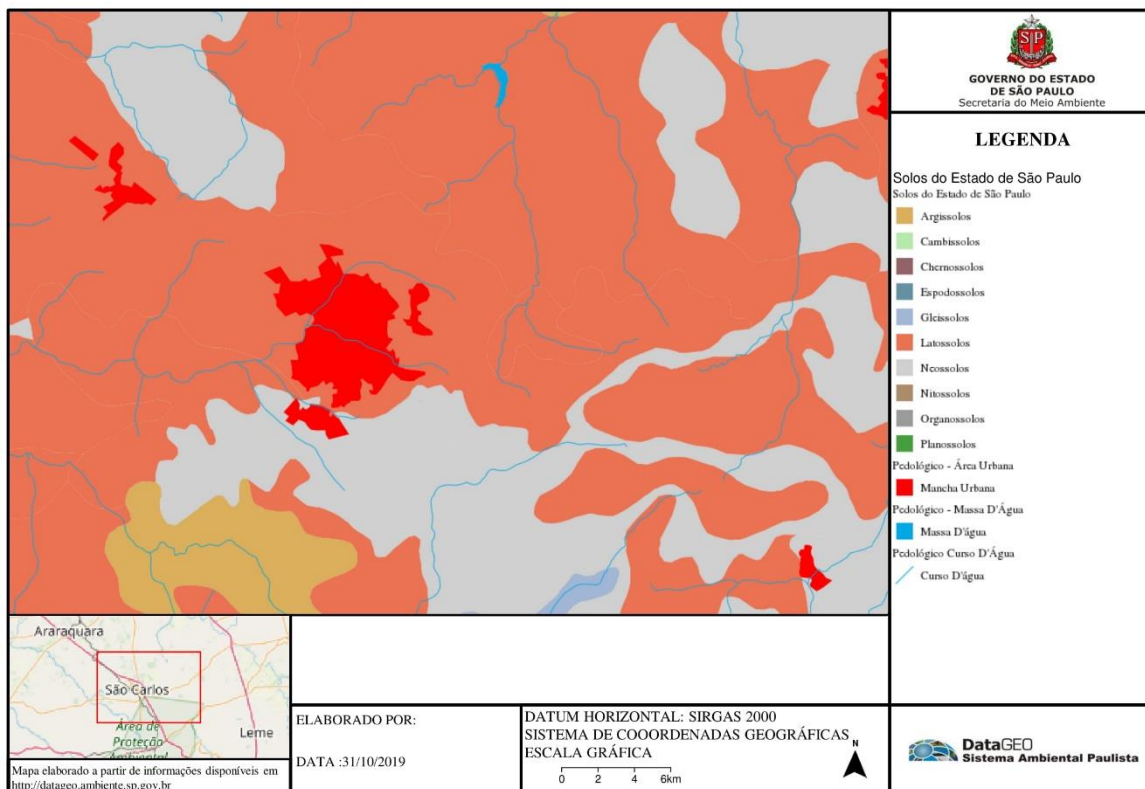 SP
GOVERNO DO ESTADO
DE SÃO PAULO
Secretaria do Meio Ambiente
LEGENDA
Solos do Estado de São Paulo
Solos do Estado de São Paulo
Argissolos
Cambissolos
Chernossolos
Espodossolos
Gleissolos
Latossolos
Neossolos
Nitossolos
Organossolos
Planossolos
Pedológico - Área Urbana
Mancha Urbana
Pedológico - Massa D'Água
Massa D'água
Pedológico Curso D'Água
Curso D'água
Araraquara
São Carlos
Área de
Proteção
Ambiental
Leme
Mapa elaborado a partir de informações disponíveis em
http://datageo.ambiente.sp.gov.br
ELABORADO POR:
DATA :31/10/2019
DATUM HORIZONTAL: SIRGAS 2000
SISTEMA DE COOORDENADAS GEOGRÁFICAS
ESCALA GRÁFICA
0 2 4 6km
N
DataGEO
Sistema Ambiental Paulista